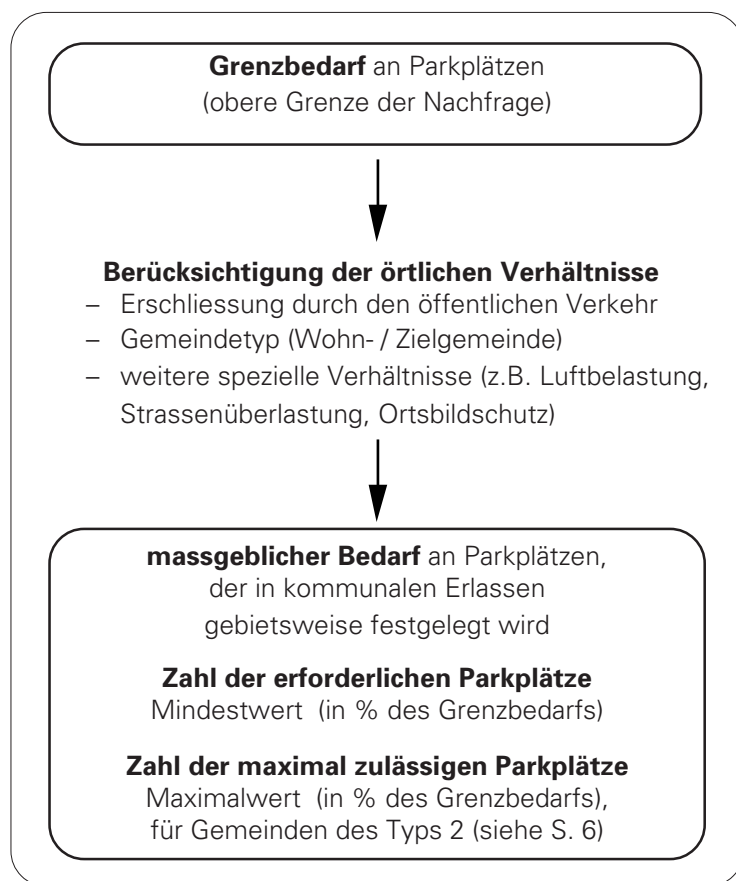 Grenzbedarf an Parkplätzen
(obere Grenze der Nachfrage)
Berücksichtigung der örtlichen Verhältnisse
– Erschliessung durch den öffentlichen Verkehr
– Gemeindetyp (Wohn- / Zielgemeinde)
– weitere spezielle Verhältnisse (z.B. Luftbelastung,
Strassenüberlastung, Ortsbildschutz)
massgeblicher Bedarf an Parkplätzen,
der in kommunalen Erlassen
gebietsweise festgelegt wird
Zahl der erforderlichen Parkplätze
Mindestwert (in % des Grenzbedarfs)
Zahl der maximal zulässigen Parkplätze
Maximalwert (in % des Grenzbedarfs),
für Gemeinden des Typs 2 (siehe S. 6)